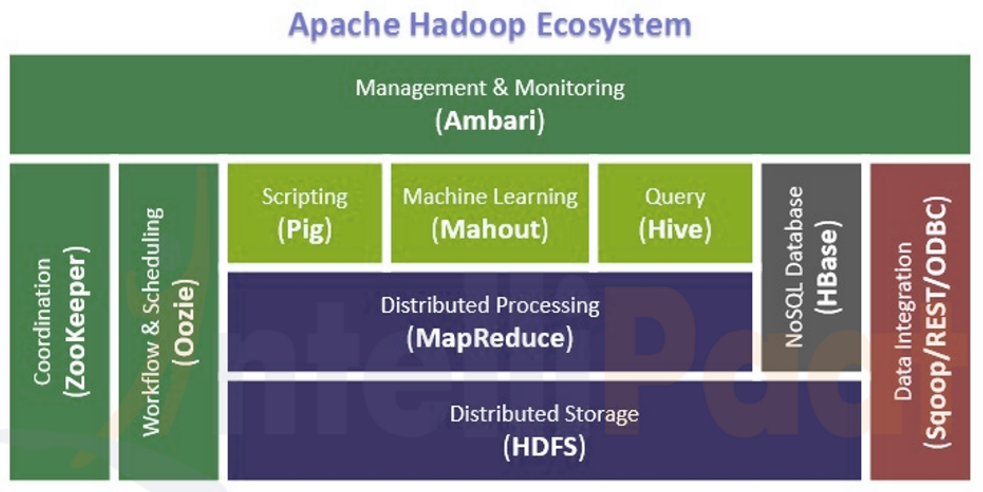 Apache Hadoop Ecosystem
Management & Monitoring
(Ambari)
Coordination
(ZooKeeper)
Workflow & Scheduling
(Oozie)
Scripting
(Pig)
Machine Learning
(Mahout)
Query
(Hive)
NoSQL Database
(HBase)
Data Integration
(Sqoop/REST/ODBC)
Distributed Processing
(MapReduce)
Distributed Storage
(HDFS)